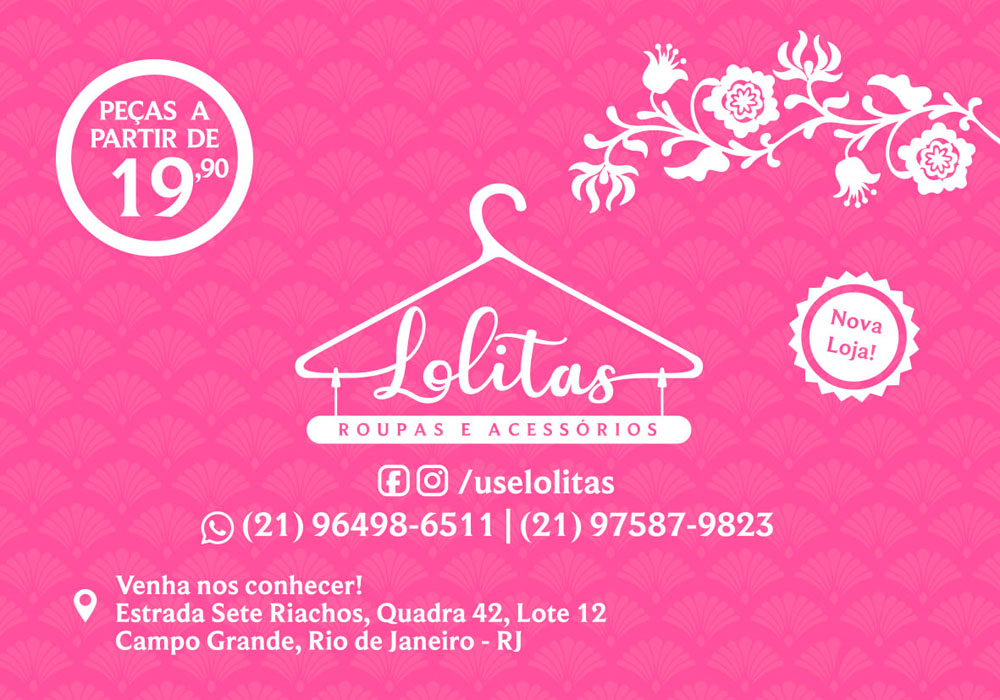 PEÇAS A
PARTIR DE
19,90
Nova
Loja!
Lolitas
ROUPAS E ACESSÓRIOS
/uselolitas
(21) 96498-6511 | (21) 97587-9823
Venha nos conhecer!
Estrada Sete Riachos, Quadra 42, Lote 12
Campo Grande, Rio de Janeiro - RJ